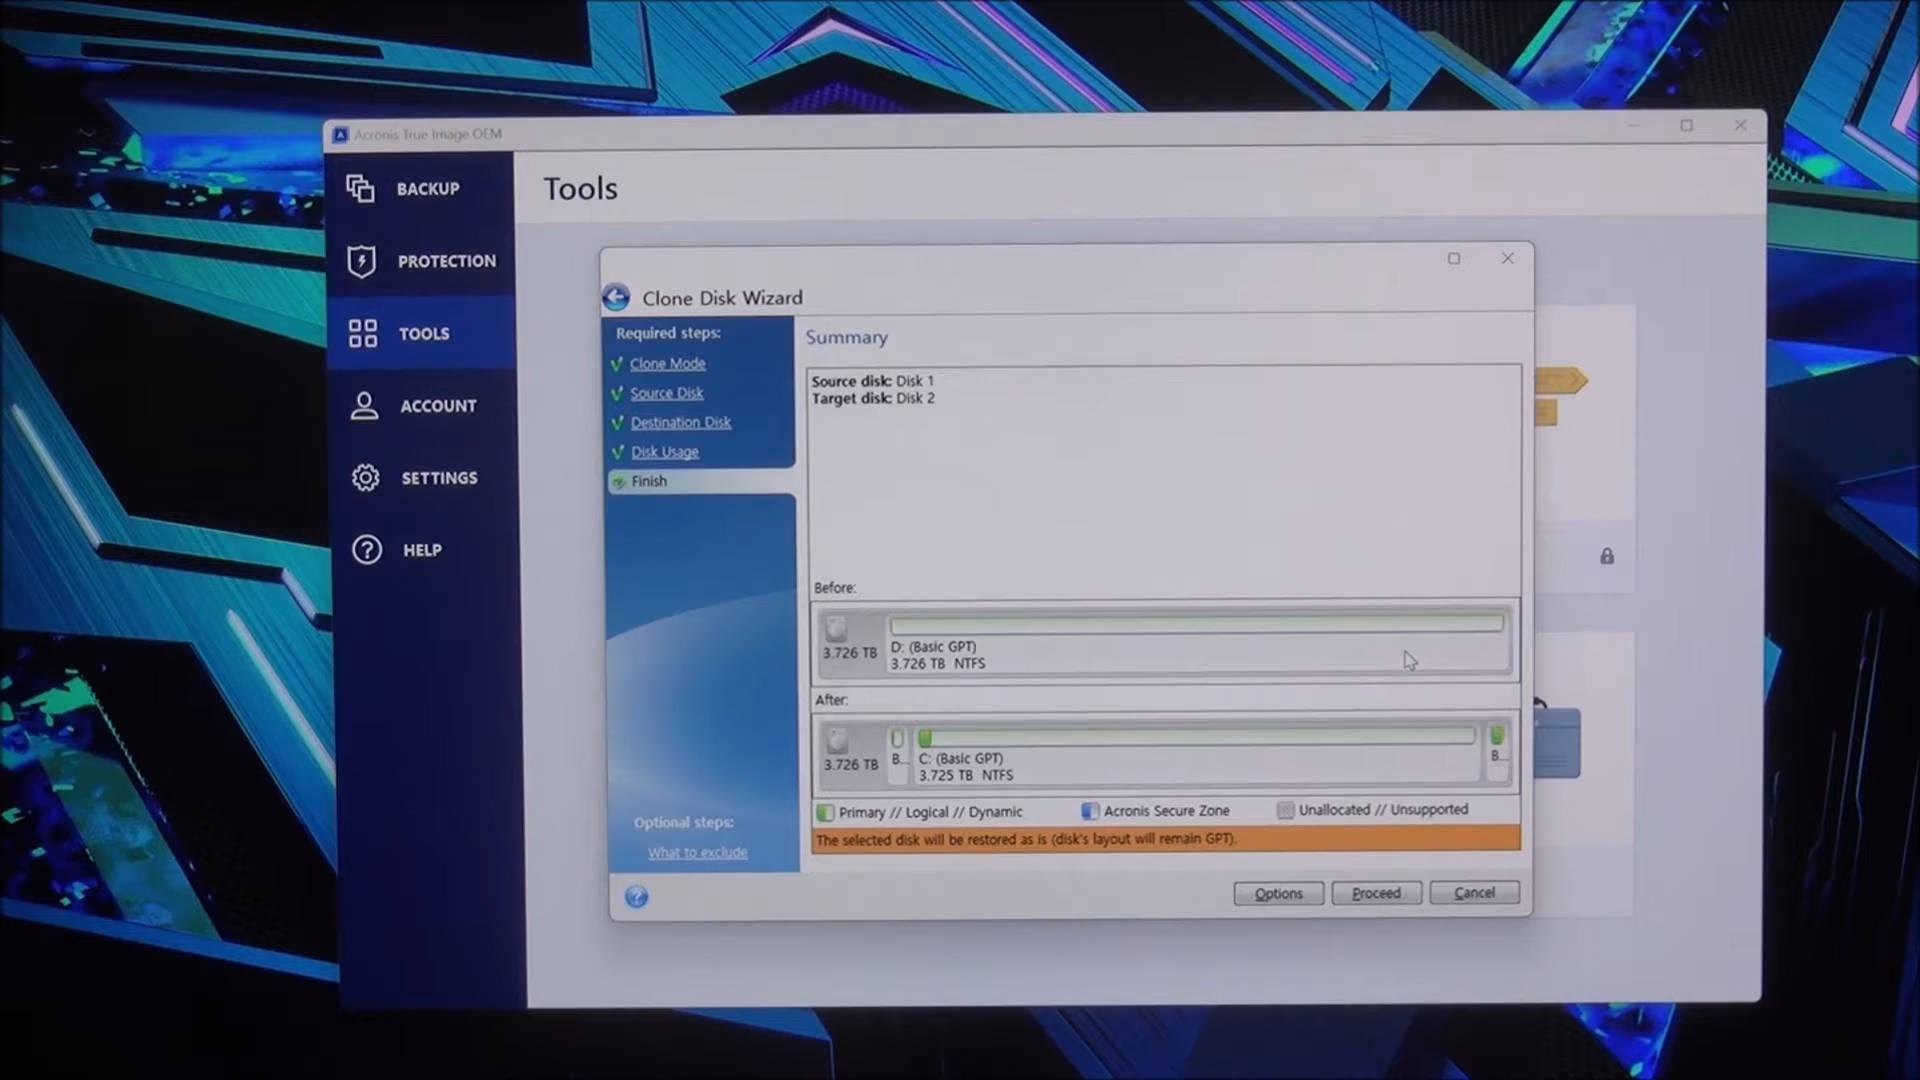 Acronis True Image OEM
BACKUP
PROTECTION
TOOLS
ACCOUNT
SETTINGS
HELP
Tools
Clone Disk Wizard
Required steps:
Clone Mode
Source Disk
Destination Disk
Disk Usage
Finish
Optional steps:
What to exclude
Summary
Source disk: Disk 1
Target disk: Disk 2
Before:
3.726 TB
D: (Basic GPT)
3.726 TB NTFS
After:
3.726 TB
B...
C: (Basic GPT)
3.725 TB NTFS
B...
Primary // Logical // Dynamic
Acronis Secure Zone
Unallocated // Unsupported
The selected disk will be restored as is (disk's layout will remain GPT).
Options
Proceed
Cancel